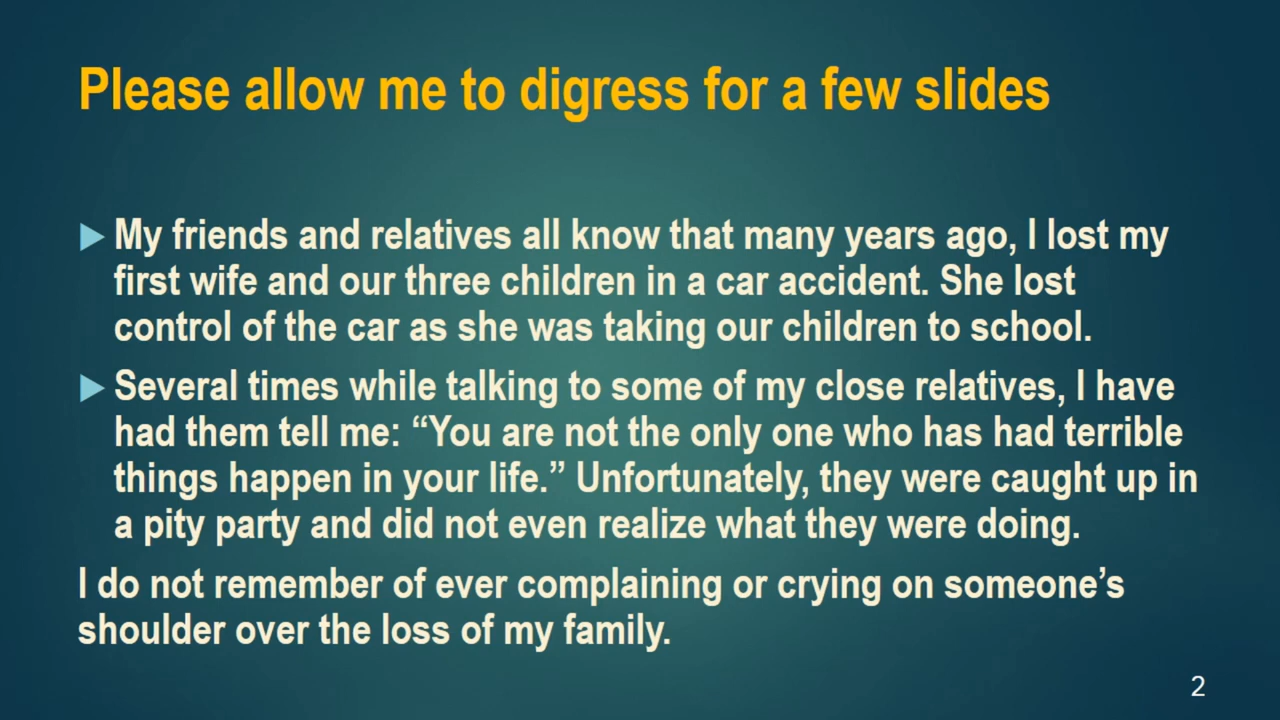 Please allow me to digress for a few slides
My friends and relatives all know that many years ago, I lost my
first wife and our three children in a car accident. She lost
control of the car as she was taking our children to school.
Several times while talking to some of my close relatives, I have
had them tell me: “You are not the only one who has had terrible
things happen in your life.” Unfortunately, they were caught up in
a pity party and did not even realize what they were doing.
I do not remember of ever complaining or crying on someone’s
shoulder over the loss of my family.
2